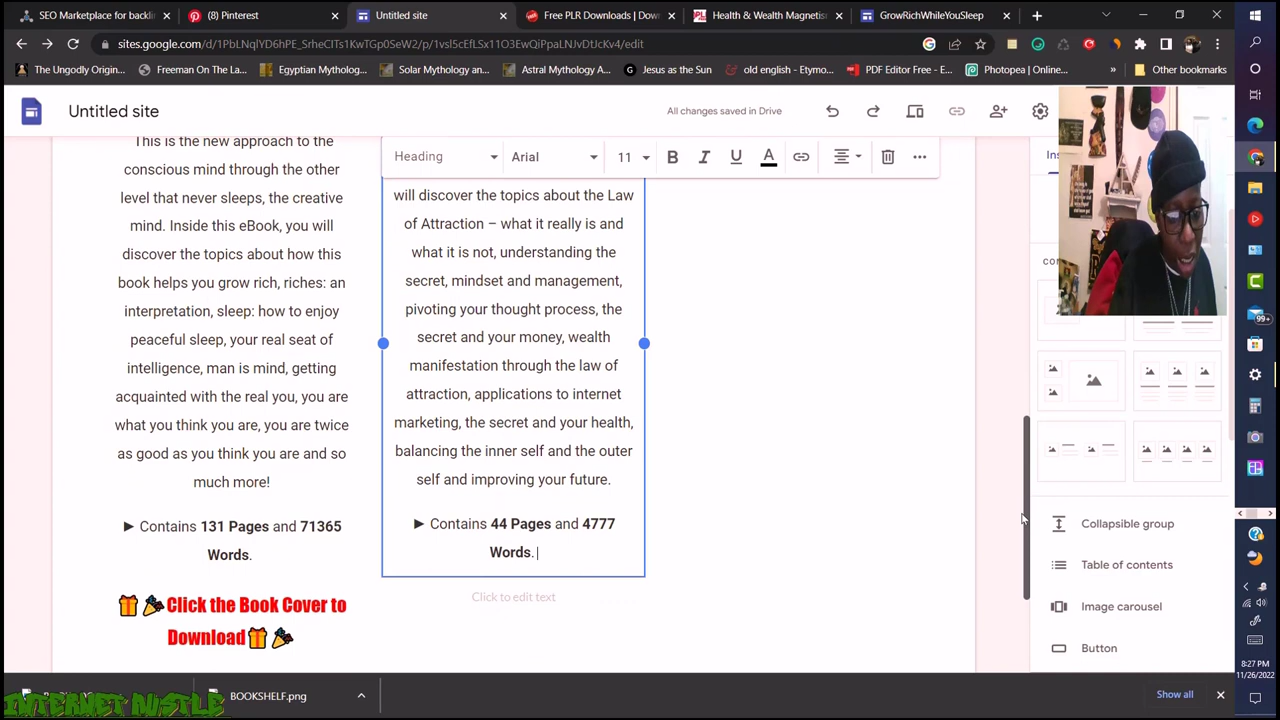 SEO Marketplace for backli
(8) Pinterest
Untitled site
Free PLR Downloads | Dow
Health & Wealth Magnetis
GrowRichWhileYouSleep
sites.google.com/d/1PbLNqlYD6hPE_SrheCITs1KwTGp0SeW2/p/1vsl5cEfLSx11O3EwQiPpaLNJvDtUcKv4/edit
The Ungodly Origin...
Freeman On The La...
Egyptian Mytholog...
Solar Mythology an...
Astral Mythology A...
Jesus as the Sun
old english - Etymo...
PDF Editor Free - E...
Photopea | Online...
»
Other bookmarks
Untitled site
All changes saved in Drive
Heading
Arial
11
B I U A
This is the new approach to the
conscious mind through the other
level that never sleeps, the creative
mind. Inside this eBook, you will
discover the topics about how this
book helps you grow rich, riches: an
interpretation, sleep: how to enjoy
peaceful sleep, your real seat of
intelligence, man is mind, getting
acquainted with the real you, you are
what you think you are, you are twice
as good as you think you are and so
much more!
► Contains 131 Pages and 71365
Words.
🎁🎉Click the Book Cover to
Download🎁🎉
will discover the topics about the Law
of Attraction – what it really is and
what it is not, understanding the
secret, mindset and management,
pivoting your thought process, the
secret and your money, wealth
manifestation through the law of
attraction, applications to internet
marketing, the secret and your health,
balancing the inner self and the outer
self and improving your future.
► Contains 44 Pages and 4777
Words.
Click to edit text
Collapsible group
Table of contents
Image carousel
Button
BOOKSHELF.png
Show all
INTERNET HUSTLE
99+
8:27 PM
11/26/2022